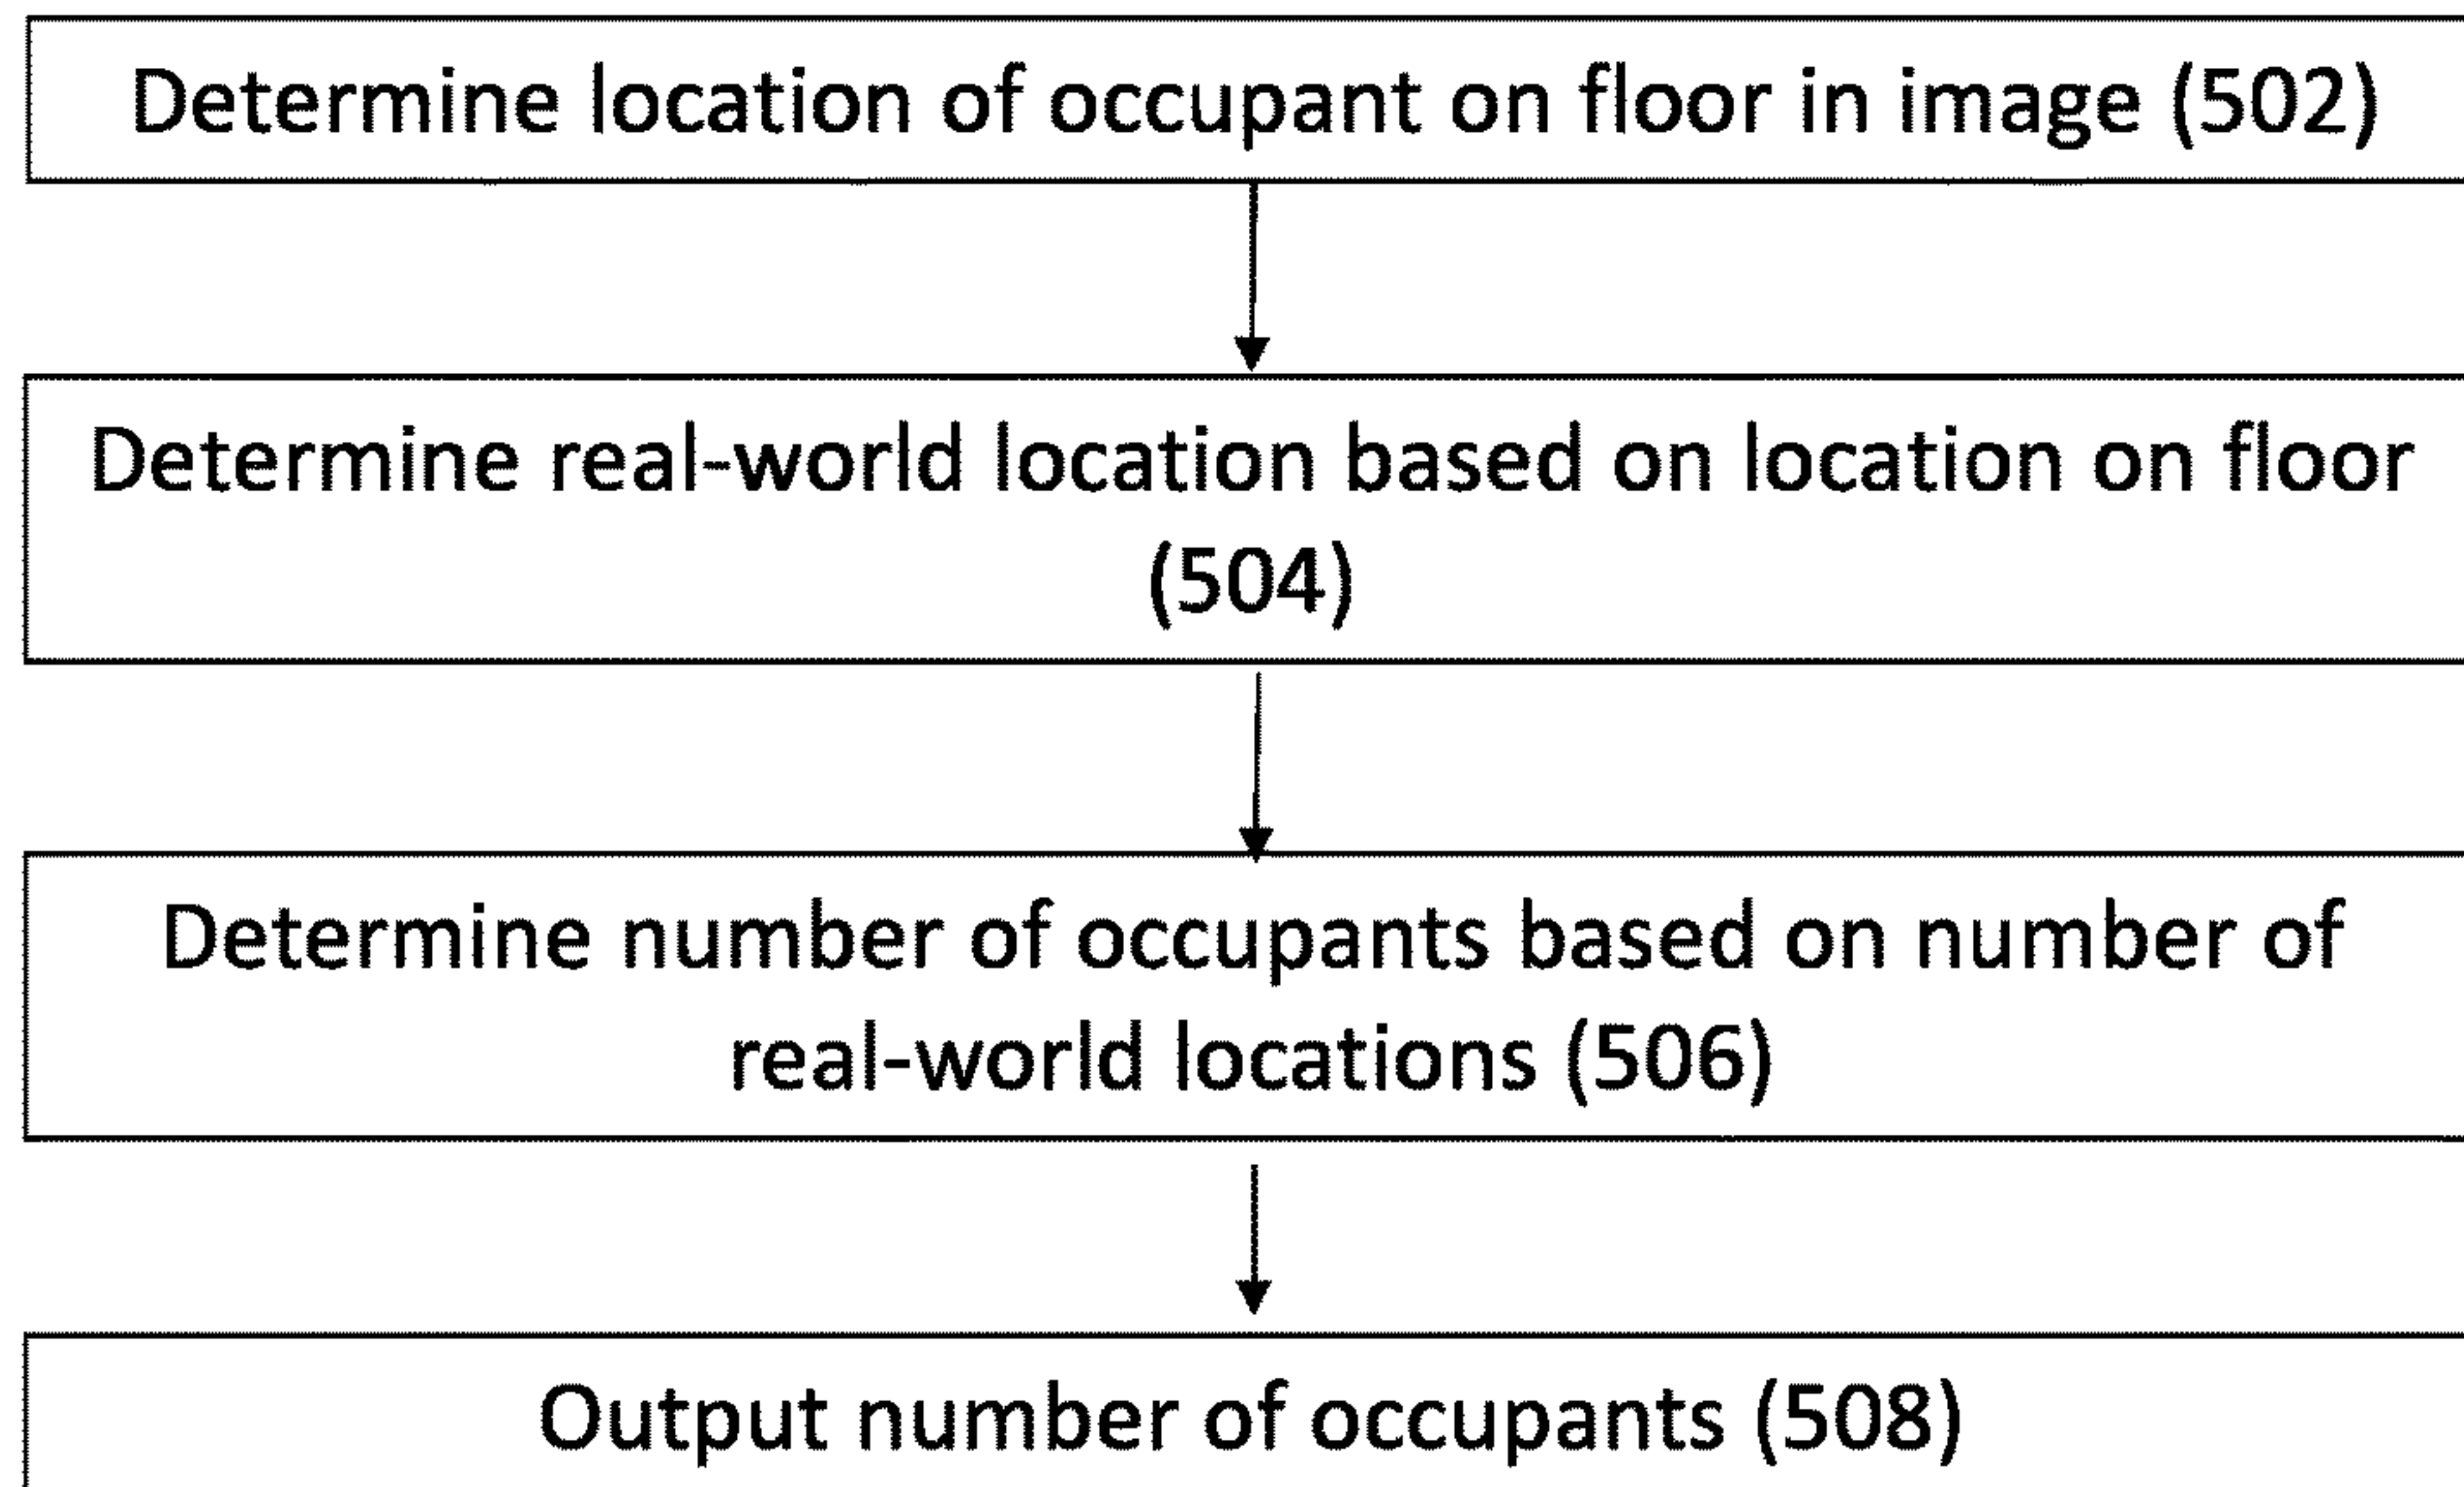 Determine location of occupant on floor in image (502)
Determine real-world location based on location on floor
(504)
Determine number of occupants based on number of
real-world locations (506)
Output number of occupants (508)